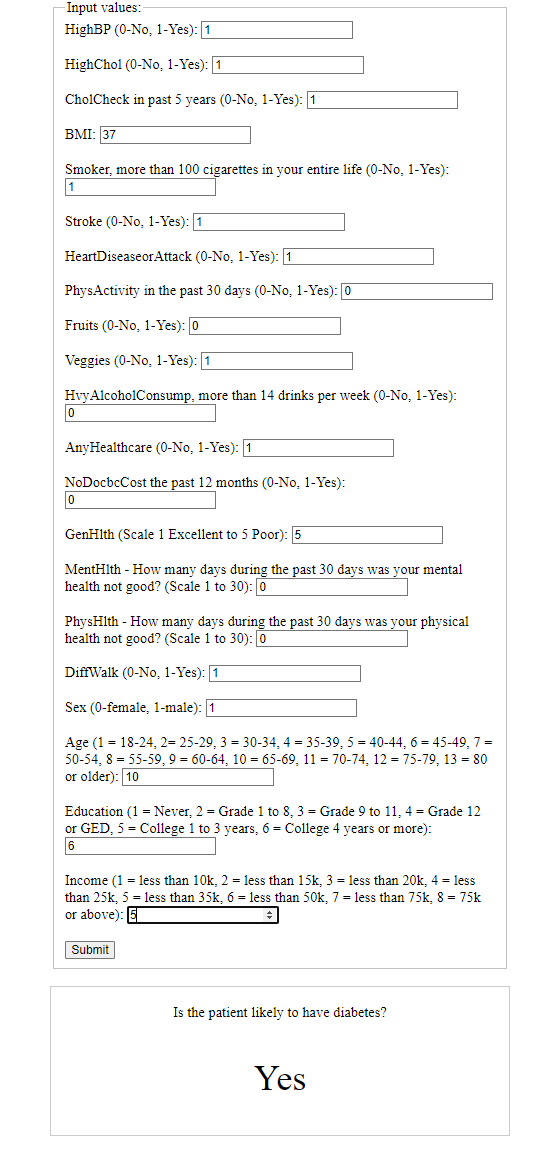 Input values:
HighBP (0-No, 1-Yes): 1
HighChol (0-No, 1-Yes): 1
CholCheck in past 5 years (0-No, 1-Yes): 1
BMI: 37
Smoker, more than 100 cigarettes in your entire life (0-No, 1-Yes):
1
Stroke (0-No, 1-Yes): 1
HeartDiseaseorAttack (0-No, 1-Yes): 1
PhysActivity in the past 30 days (0-No, 1-Yes): 0
Fruits (0-No, 1-Yes): 0
Veggies (0-No, 1-Yes): 1
HvyAlcoholConsump, more than 14 drinks per week (0-No, 1-Yes):
0
AnyHealthcare (0-No, 1-Yes): 1
NoDocbcCost the past 12 months (0-No, 1-Yes):
0
GenHlth (Scale 1 Excellent to 5 Poor): 5
MentHlth - How many days during the past 30 days was your mental
health not good? (Scale 1 to 30): 0
PhysHlth - How many days during the past 30 days was your physical
health not good? (Scale 1 to 30): 0
DiffWalk (0-No, 1-Yes): 1
Sex (0-female, 1-male): 1
Age (1 = 18-24, 2= 25-29, 3 = 30-34, 4 = 35-39, 5 = 40-44, 6 = 45-49, 7 =
50-54, 8 = 55-59, 9 = 60-64, 10 = 65-69, 11 = 70-74, 12 = 75-79, 13 = 80
or older): 10
Education (1 = Never, 2 = Grade 1 to 8, 3 = Grade 9 to 11, 4 = Grade 12
or GED, 5 = College 1 to 3 years, 6 = College 4 years or more):
6
Income (1 = less than 10k, 2 = less than 15k, 3 = less than 20k, 4 = less
than 25k, 5 = less than 35k, 6 = less than 50k, 7 = less than 75k, 8 = 75k
or above): 5
Submit
Is the patient likely to have diabetes?
Yes